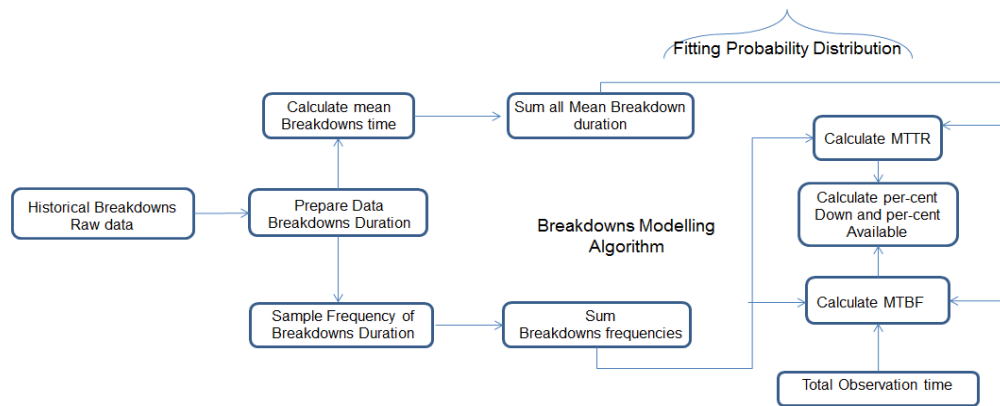 Fitting Probability Distribution
Calculate mean
Breakdowns time
Sum all Mean Breakdown
duration
Calculate MTTR
Historical Breakdowns
Raw data
Prepare Data
Breakdowns Duration
Calculate per-cent
Down and per-cent
Available
Breakdowns Modelling
Algorithm
Sample Frequency of
Breakdowns Duration
Sum
Breakdowns frequencies
Calculate MTBF
Total Observation time